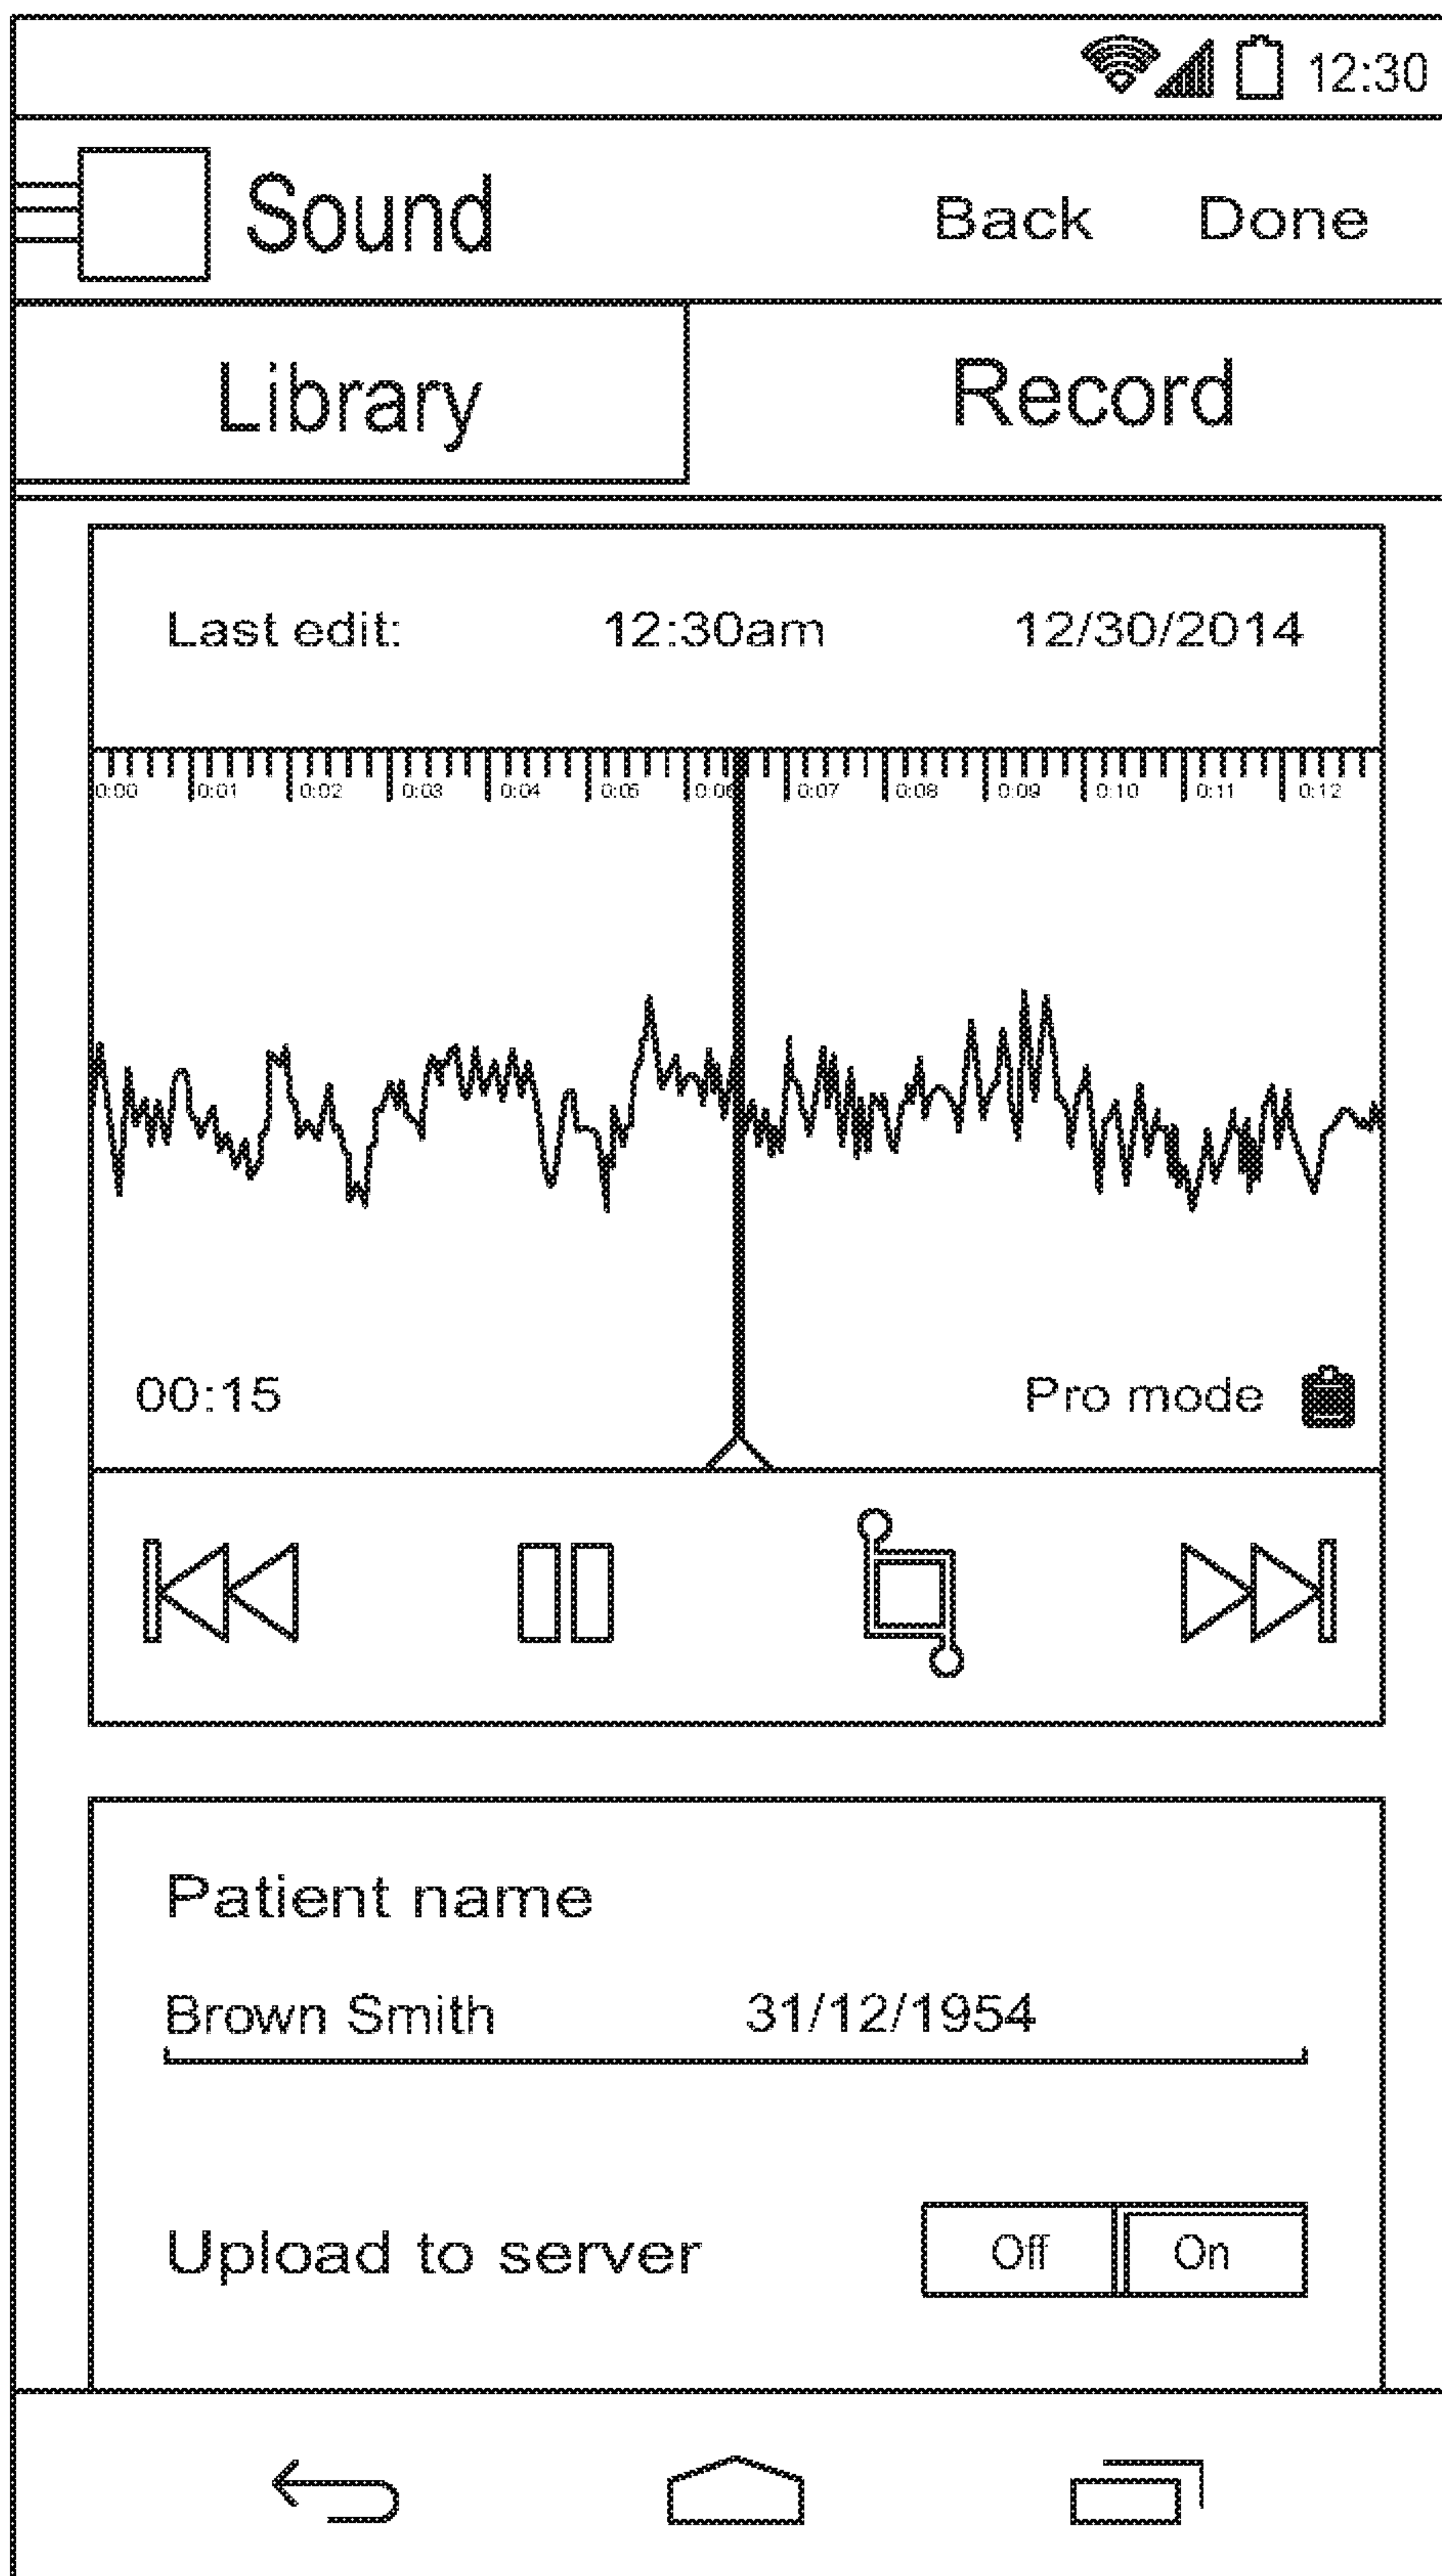 12:30
Sound Back Done
Library Record
Last edit: 12:30am 12/30/2014
0:00 0:01 0:02 0:03 0:04 0:05 0:06 0:07 0:08 0:09 0:10 0:11 0:12
00:15 Pro mode
Patient name
Brown Smith 31/12/1954
Upload to server Off On